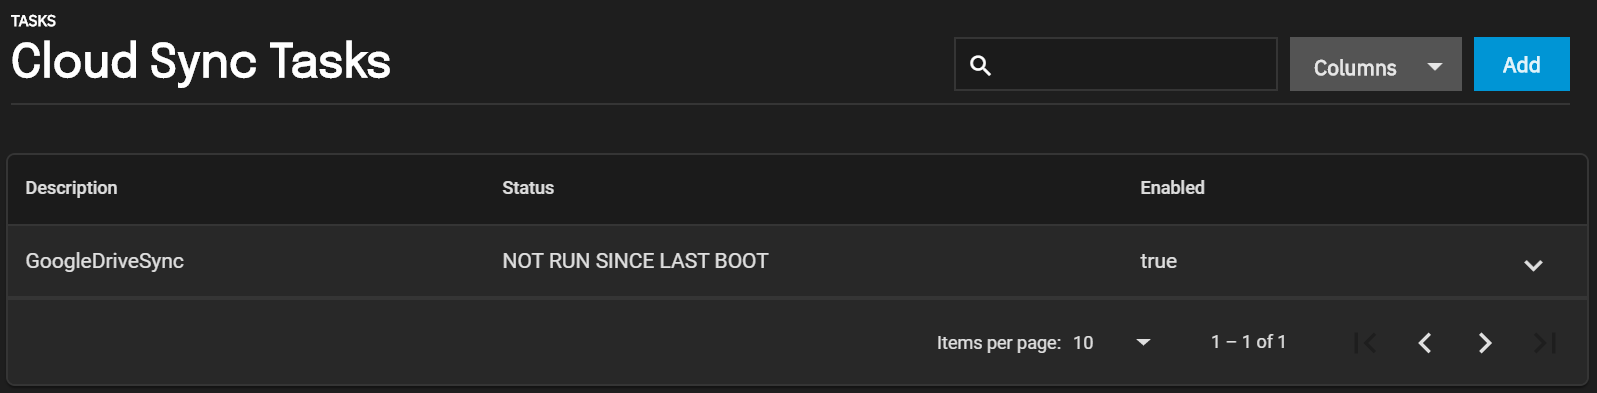 TASKS
Cloud Sync Tasks
Columns
Add
Description Status Enabled
GoogleDriveSync NOT RUN SINCE LAST BOOT true
Items per page: 10 1 – 1 of 1